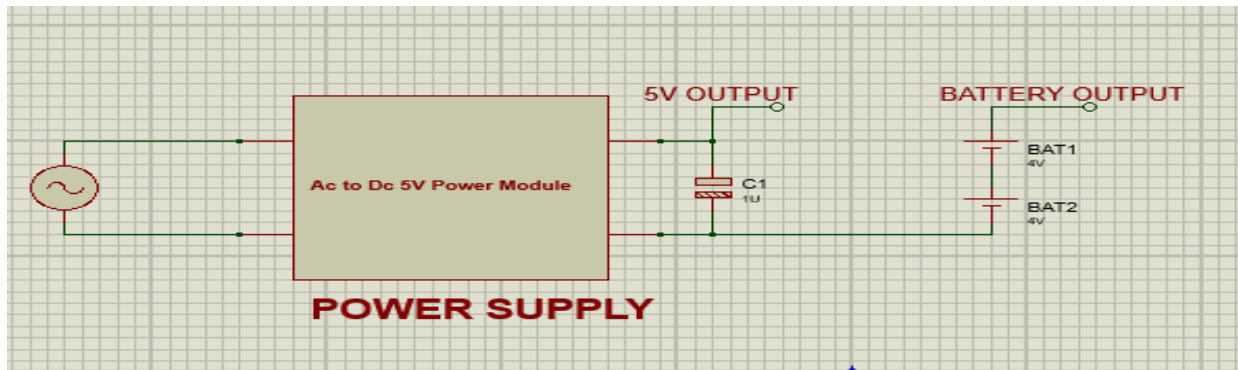 5V OUTPUT
BATTERY OUTPUT
BAT1
4V
Ac to Dc 5V Power Module
C1
1U
BAT2
4V
POWER SUPPLY